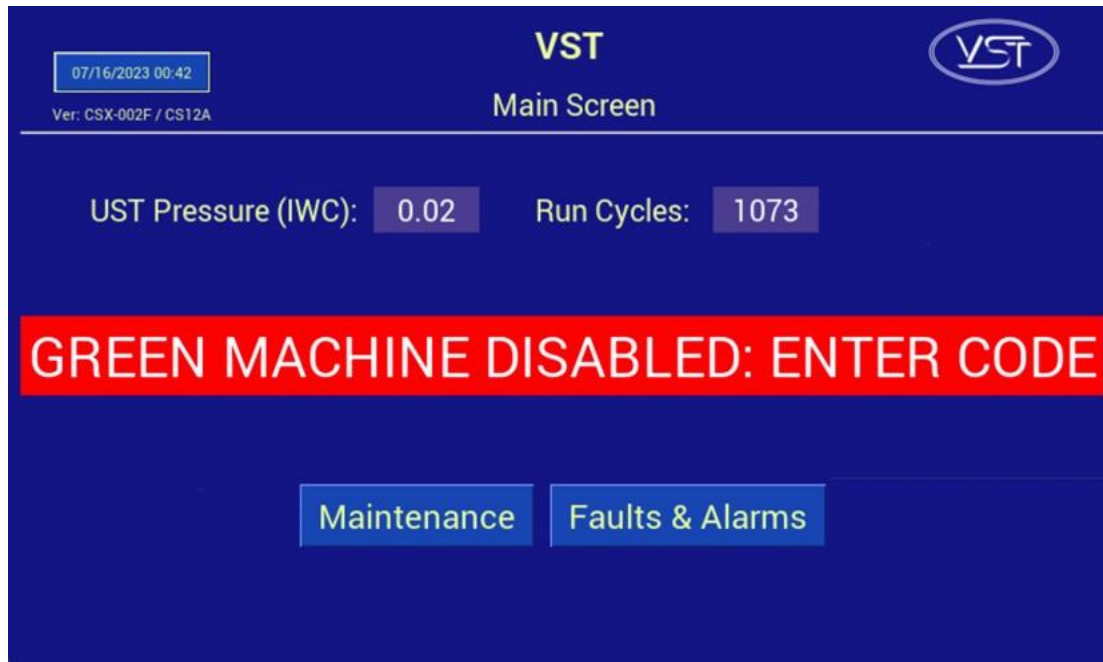 VST
VST
07/16/2023 00:42
Main Screen
Ver: CSX-002F / CS12A
UST Pressure (IWC): 0.02 Run Cycles: 1073
GREEN MACHINE DISABLED: ENTER CODE
Maintenance Faults & Alarms